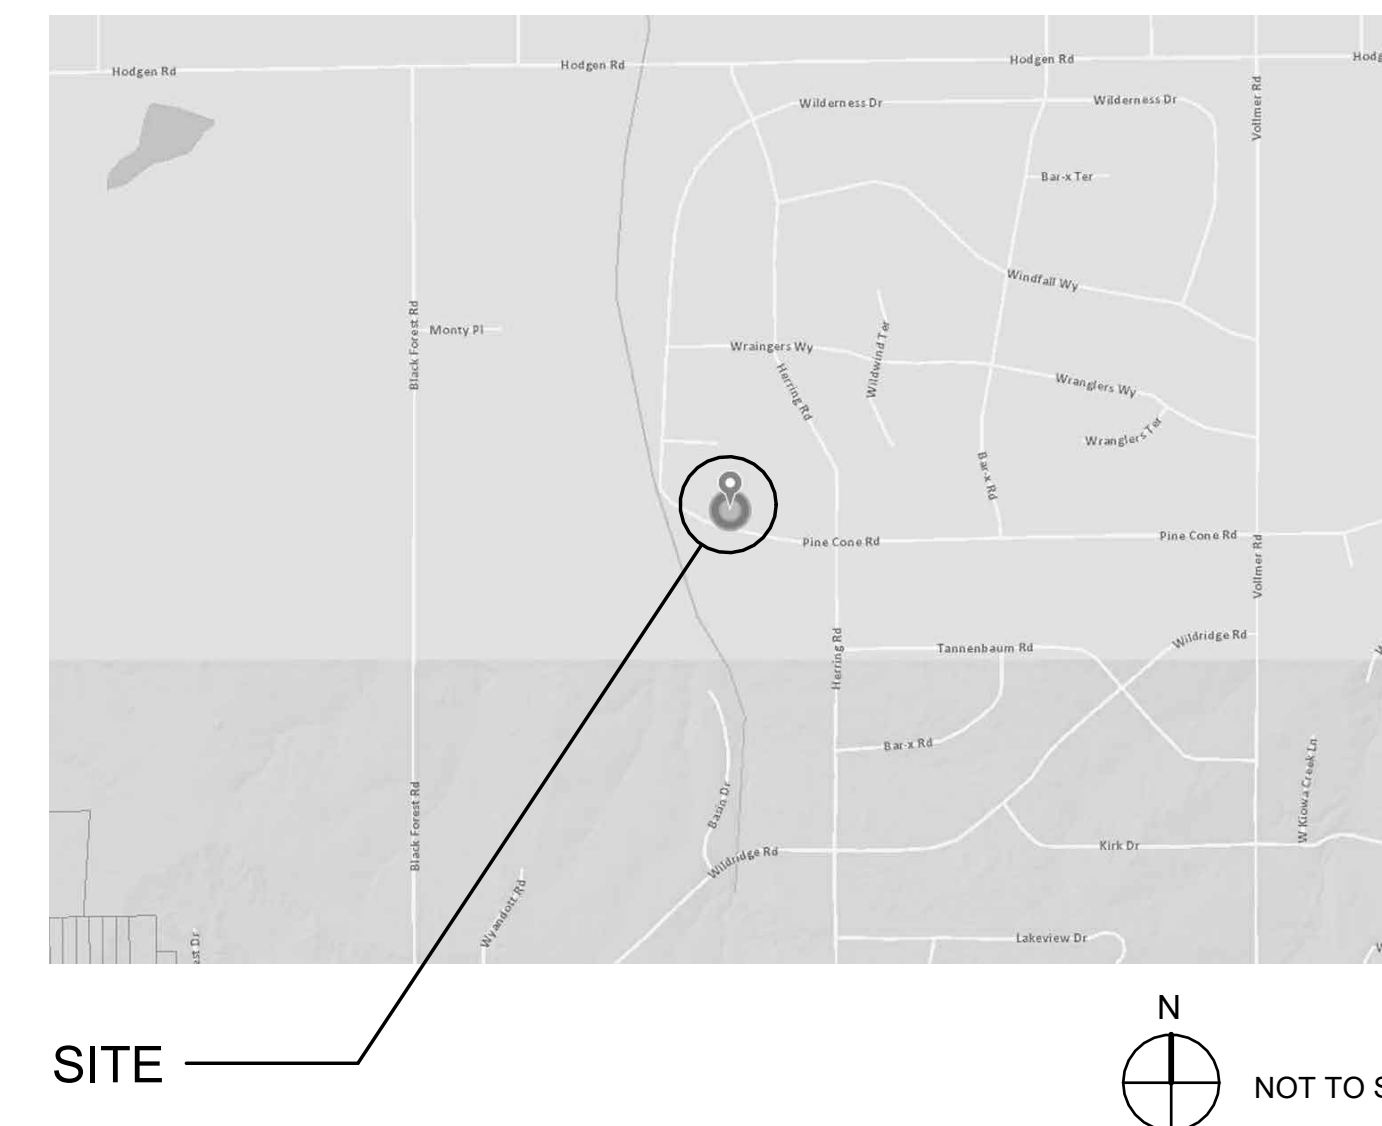 Hodgen Rd
Hodgen Rd
Hodgen Rd
Wilderness Dr
Wilderness Dr
Vollmer Rd
Bar-x Ter
Windfall Wy
Black Forest Rd
Monty Pl
Wraingers Wy
Wildwind Ter
Herring Rd
Wranglers Wy
Wranglers Ter
Bar-x Rd
Pine Cone Rd
Pine Cone Rd
Vollmer Rd
Herring Rd
Tannenbaum Rd
Wildridge Rd
Bar-x Rd
W Kiowa Creek Ln
Basin Dr
Black Forest Rd
Wildridge Rd
Kirk Dr
Wyandott Rd
Lakeview Dr
N
SITE
NOT TO